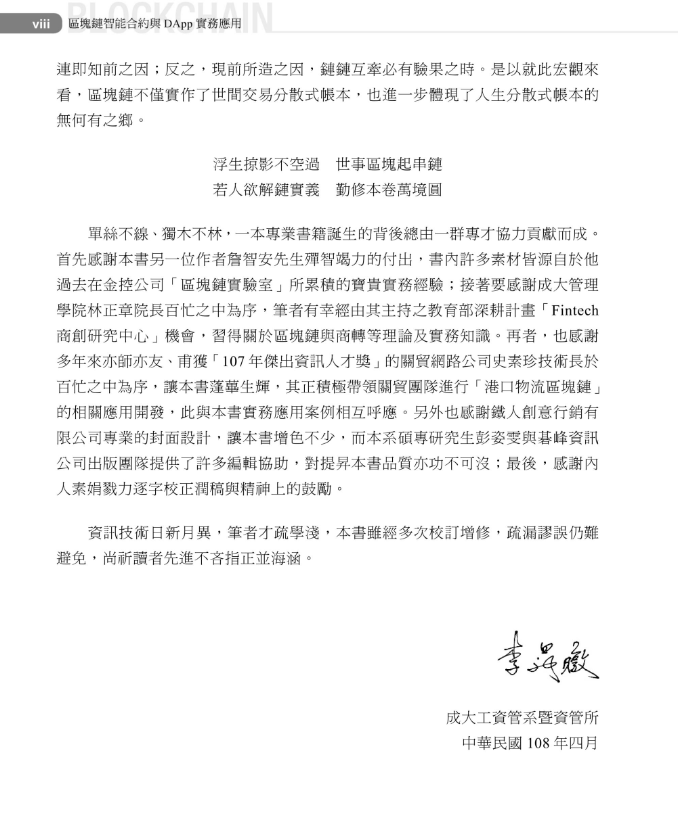 BLOCKCHAIN
viii 區塊鏈智能合約與 DApp 實務應用
連即知前之因；反之，現前所造之因，鏈鏈互牽必有驗果之時。是以就此宏觀來
看，區塊鏈不僅實作了世間交易分散式帳本，也進一步體現了人生分散式帳本的
無何有之鄉。
浮生掠影不空過　世事區塊起串鏈
若人欲解鏈實義　勤修本卷萬境圓
單絲不線、獨木不林，一本專業書籍誕生的背後總由一群專才協力貢獻而成。
首先感謝本書另一位作者詹智安先生殫智竭力的付出，書內許多素材皆源自於他
過去在金控公司「區塊鏈實驗室」所累積的寶貴實務經驗；接著要感謝成大管理
學院林正章院長百忙之中為序，筆者有幸經由其主持之教育部深耕計畫「Fintech
商創研究中心」機會，習得關於區塊鏈與商轉等理論及實務知識。再者，也感謝
多年來亦師亦友、甫獲「107 年傑出資訊人才獎」的關貿網路公司史素珍技術長於
百忙之中為序，讓本書蓬蓽生輝，其正積極帶領關貿團隊進行「港口物流區塊鏈」
的相關應用開發，此與本書實務應用案例相互呼應。另外也感謝鐵人創意行銷有
限公司專業的封面設計，讓本書增色不少，而本系碩專研究生彭姿雯與碁峰資訊
公司出版團隊提供了許多編輯協助，對提昇本書品質亦功不可沒；最後，感謝內
人素娟戮力逐字校正潤稿與精神上的鼓勵。
資訊技術日新月異，筆者才疏學淺，本書雖經多次校訂增修，疏漏謬誤仍難
避免，尚祈讀者先進不吝指正並海涵。
李昇暾
成大工資管系暨資管所
中華民國 108 年四月